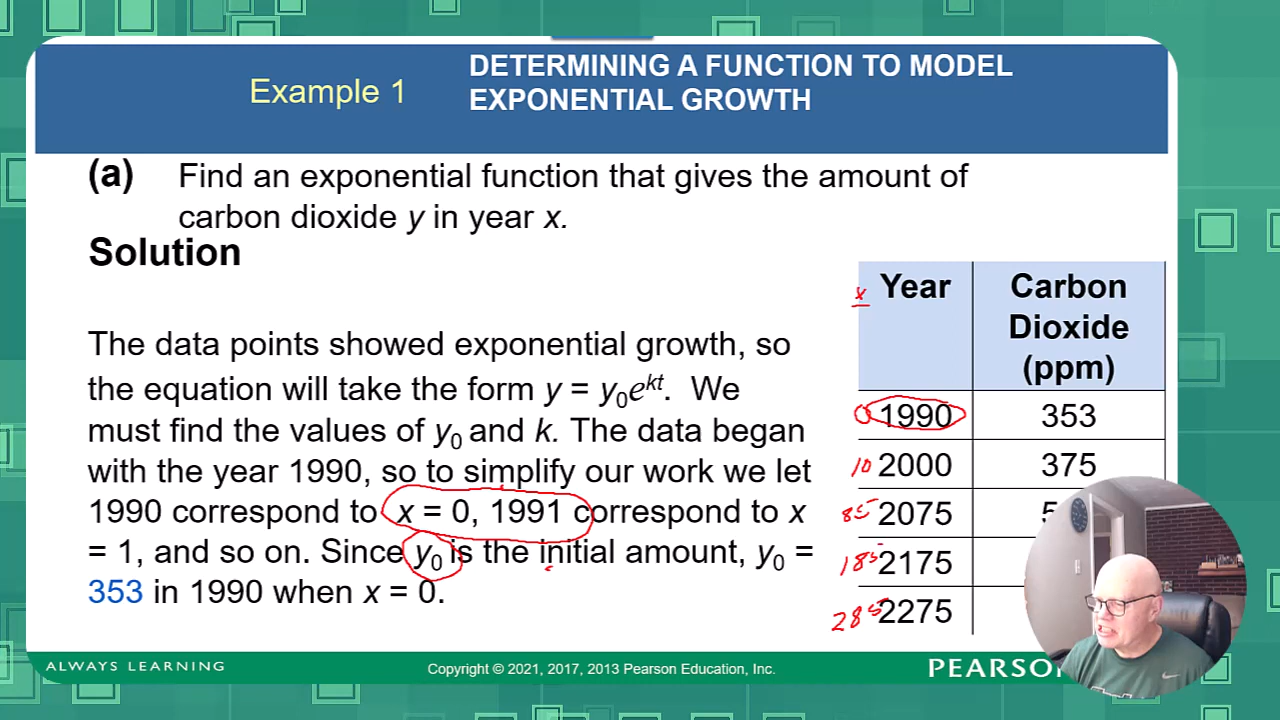 Example 1
DETERMINING A FUNCTION TO MODEL
EXPONENTIAL GROWTH
(a) Find an exponential function that gives the amount of
carbon dioxide y in year x.
Solution
The data points showed exponential growth, so
the equation will take the form y = y₀eᵏᵗ. We
must find the values of y₀ and k. The data began
with the year 1990, so to simplify our work we let
1990 correspond to x = 0, 1991 correspond to x
= 1, and so on. Since y₀ is the initial amount, y₀ =
353 in 1990 when x = 0.
x Year Carbon
Dioxide
(ppm)
0 1990 353
10 2000 375
85 2075 5
185 2175
285 2275
ALWAYS LEARNING
Copyright © 2021, 2017, 2013 Pearson Education, Inc.
PEARSON